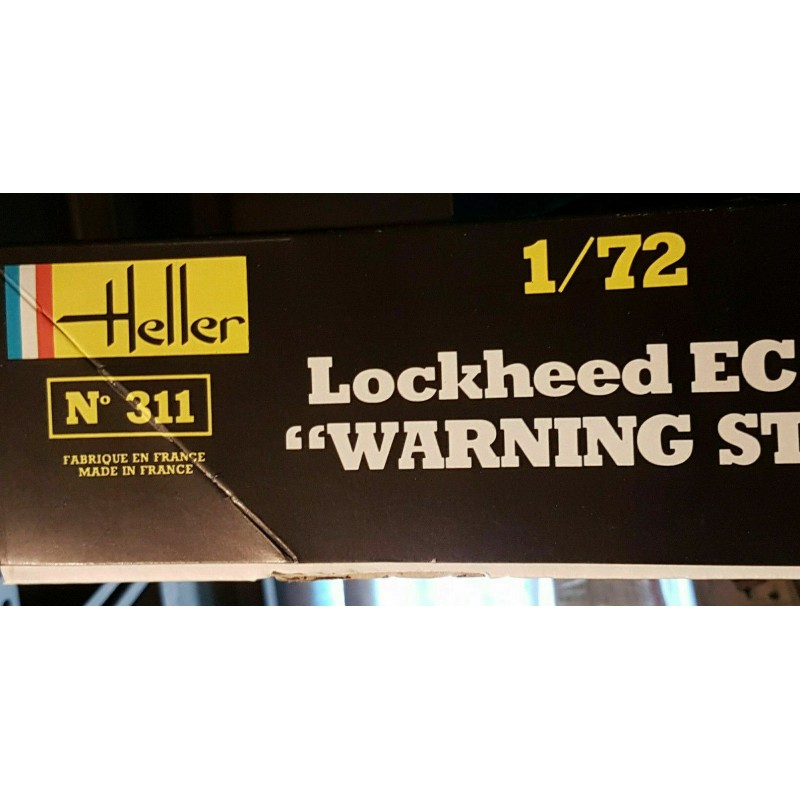 Heller
N° 311
FABRIQUE EN FRANCE
MADE IN FRANCE
1/72
Lockheed EC
“WARNING ST